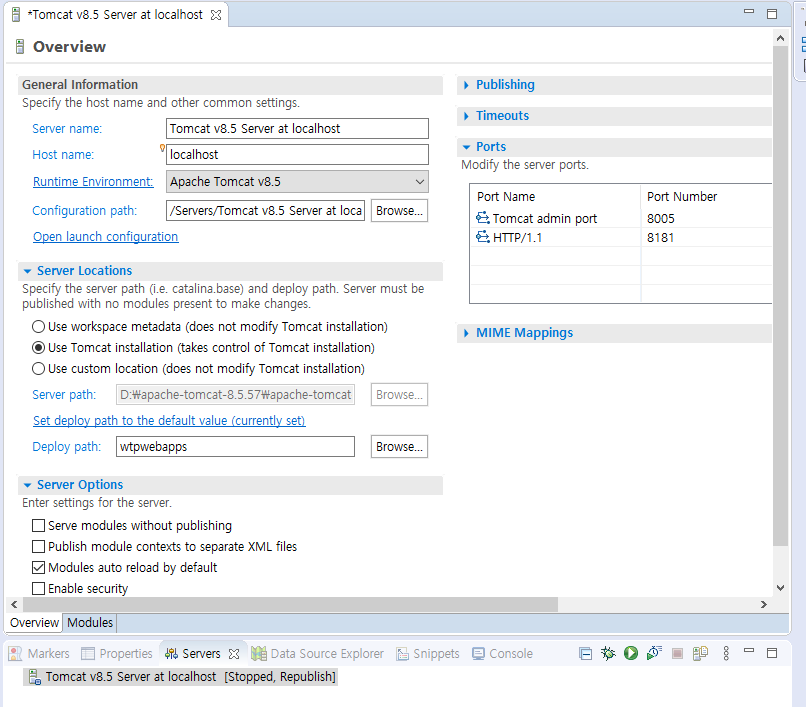 *Tomcat v8.5 Server at localhost
Overview
General Information
Specify the host name and other common settings.
Server name: Tomcat v8.5 Server at localhost
Host name: localhost
Runtime Environment: Apache Tomcat v8.5
Configuration path: /Servers/Tomcat v8.5 Server at loca Browse...
Open launch configuration
Server Locations
Specify the server path (i.e. catalina.base) and deploy path. Server must be
published with no modules present to make changes.
Use workspace metadata (does not modify Tomcat installation)
Use Tomcat installation (takes control of Tomcat installation)
Use custom location (does not modify Tomcat installation)
Server path: D:₩apache-tomcat-8.5.57₩apache-tomcat Browse...
Set deploy path to the default value (currently set)
Deploy path: wtpwebapps Browse...
Server Options
Enter settings for the server.
Serve modules without publishing
Publish module contexts to separate XML files
Modules auto reload by default
Enable security
Publishing
Timeouts
Ports
Modify the server ports.
Port Name Port Number
Tomcat admin port 8005
HTTP/1.1 8181
MIME Mappings
Overview Modules
Markers Properties Servers Data Source Explorer Snippets Console
Tomcat v8.5 Server at localhost [Stopped, Republish]